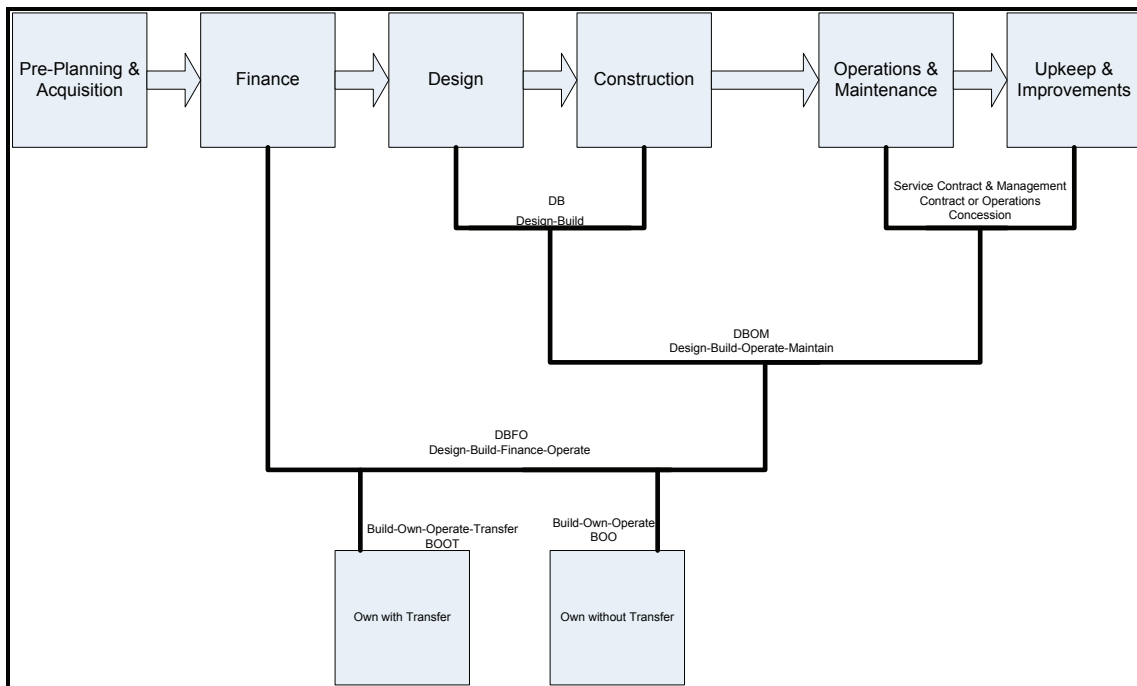 Pre-Planning &
Acquisition
Finance
Design
Construction
Operations &
Maintenance
Upkeep &
Improvements
DB
Design-Build
Service Contract & Management
Contract or Operations
Concession
DBOM
Design-Build-Operate-Maintain
DBFO
Design-Build-Finance-Operate
Build-Own-Operate-Transfer
BOOT
Build-Own-Operate
BOO
Own with Transfer
Own without Transfer